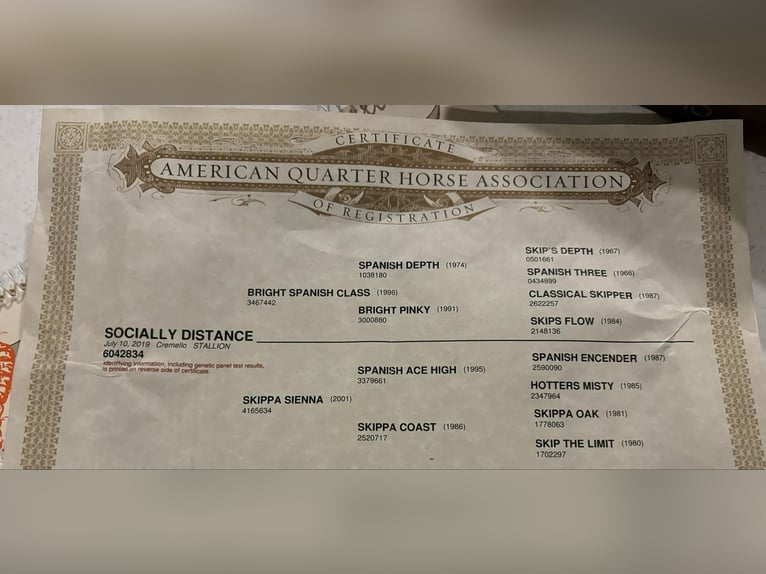 CERTIFICATE
AMERICAN QUARTER HORSE ASSOCIATION
OF REGISTRATION
SKIP'S DEPTH (1967)
0501661
SPANISH DEPTH (1974)
1038180
SPANISH THREE (1966)
0434899
BRIGHT SPANISH CLASS (1996)
3467442
CLASSICAL SKIPPER (1987)
2622257
BRIGHT PINKY (1991)
3000880
SKIPS FLOW (1984)
2148136
SOCIALLY DISTANCE
July 10, 2019 Cremello STALLION
6042834
Identifying information, including genetic panel test results,
is printed on reverse side of certificate.
SPANISH ENCENDER (1987)
2590090
SPANISH ACE HIGH (1995)
3379661
HOTTERS MISTY (1985)
2347964
SKIPPA SIENNA (2001)
4165634
SKIPPA OAK (1981)
1778063
SKIPPA COAST (1986)
2520717
SKIP THE LIMIT (1980)
1702297